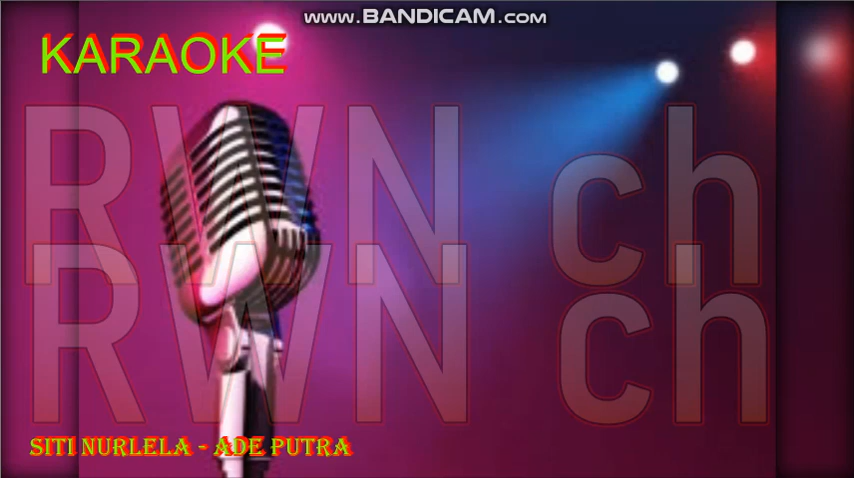 www.BANDICAM.com
KARAOKE
RWN ch
RWN ch
SITI NURLELA - ADE PUTRA